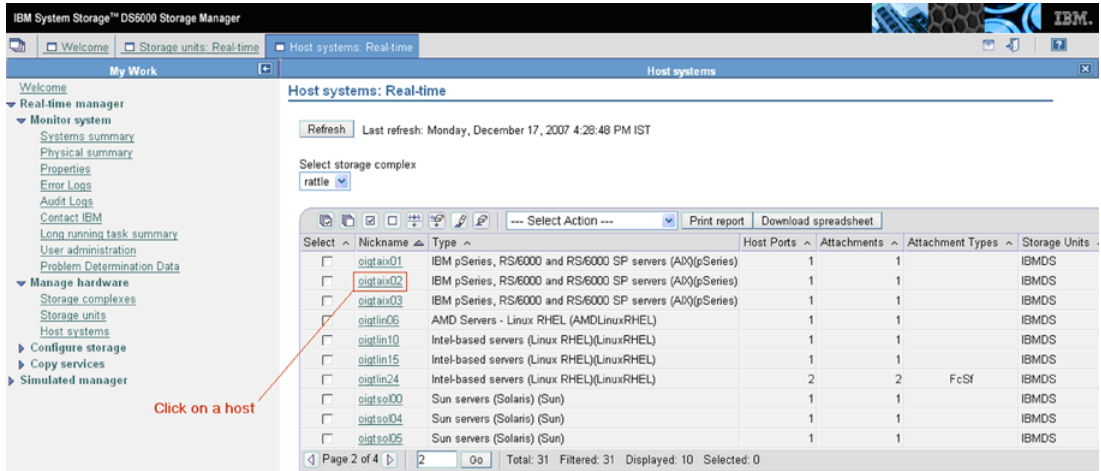 IBM System Storage™ DS6000 Storage Manager
IBM.
Welcome
Storage units: Real-time
Host systems: Real-time
?
My Work
Host systems
Welcome
Real-time manager
Monitor system
Systems summary
Physical summary
Properties
Error Logs
Audit Logs
Contact IBM
Long running task summary
User administration
Problem Determination Data
Manage hardware
Storage complexes
Storage units
Host systems
Configure storage
Copy services
Simulated manager
Click on a host
Host systems: Real-time
Refresh Last refresh: Monday, December 17, 2007 4:28:48 PM IST
Select storage complex
rattle
--- Select Action --- Print report Download spreadsheet
Select Nickname Type Host Ports Attachments Attachment Types Storage Units
oigtaix01 IBM pSeries, RS/6000 and RS/6000 SP servers (AIX)(pSeries) 1 1 IBMDS
oigtaix02 IBM pSeries, RS/6000 and RS/6000 SP servers (AIX)(pSeries) 1 1 IBMDS
oigtaix03 IBM pSeries, RS/6000 and RS/6000 SP servers (AIX)(pSeries) 1 1 IBMDS
oigtlin06 AMD Servers - Linux RHEL (AMDLinuxRHEL) 1 1 IBMDS
oigtlin10 Intel-based servers (Linux RHEL)(LinuxRHEL) 1 1 IBMDS
oigtlin15 Intel-based servers (Linux RHEL)(LinuxRHEL) 1 1 IBMDS
oigtlin24 Intel-based servers (Linux RHEL)(LinuxRHEL) 2 2 FcSf IBMDS
oigtsol00 Sun servers (Solaris) (Sun) 1 1 IBMDS
oigtsol04 Sun servers (Solaris) (Sun) 1 1 IBMDS
oigtsol05 Sun servers (Solaris) (Sun) 1 1 IBMDS
Page 2 of 4 2 Go Total: 31 Filtered: 31 Displayed: 10 Selected: 0